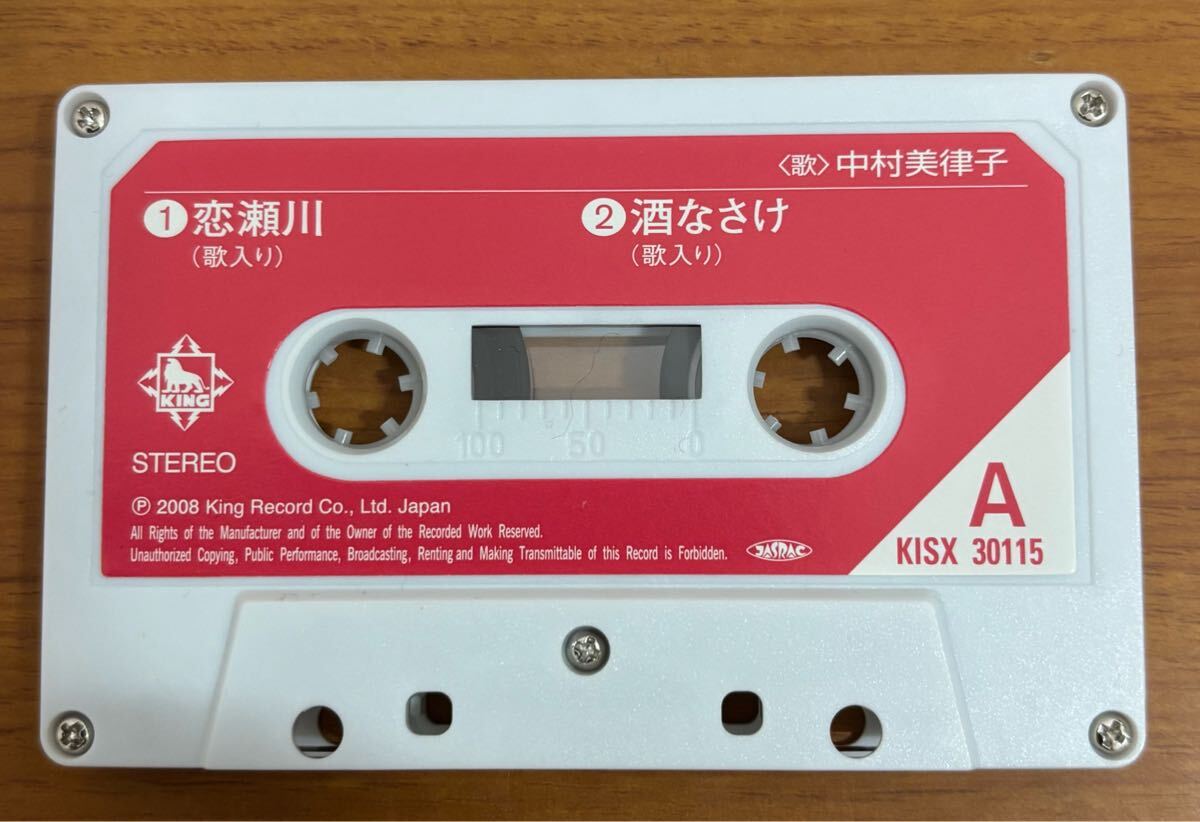 〈歌〉中村美律子
①恋瀬川
(歌入り)
②酒なさけ
(歌入り)
KING
100 50 0
STEREO
Ⓟ 2008 King Record Co., Ltd. Japan
All Rights of the Manufacturer and of the Owner of the Recorded Work Reserved.
Unauthorized Copying, Public Performance, Broadcasting, Renting and Making Transmittable of this Record is Forbidden.
JASRAC
A
KISX 30115